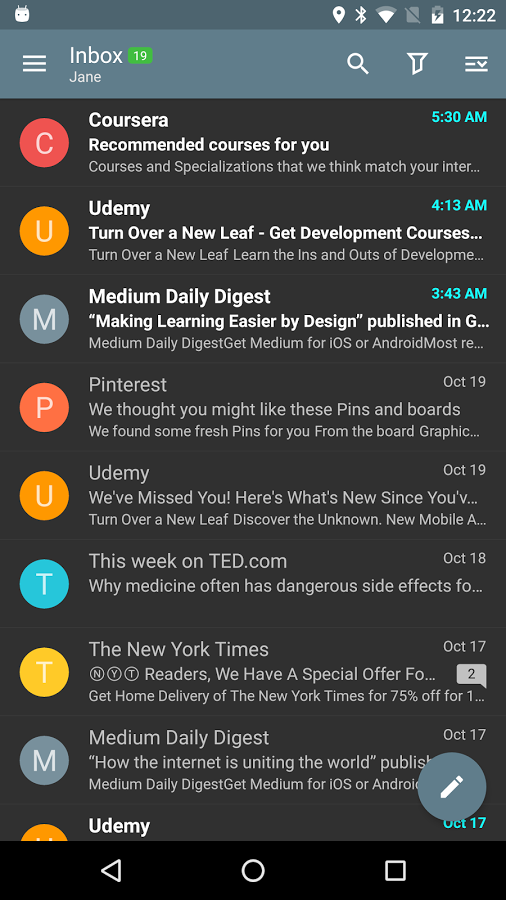 12:22
Inbox 19
Jane
C
Coursera 5:30 AM
Recommended courses for you
Courses and Specializations that we think match your inter...
U
Udemy 4:13 AM
Turn Over a New Leaf - Get Development Courses...
Turn Over a New Leaf Learn the Ins and Outs of Developme...
M
Medium Daily Digest 3:43 AM
“Making Learning Easier by Design” published in G...
Medium Daily DigestGet Medium for iOS or AndroidMost re...
P
Pinterest Oct 19
We thought you might like these Pins and boards
We found some fresh Pins for you From the board Graphic...
U
Udemy Oct 19
We've Missed You! Here's What's New Since You'v...
Turn Over a New Leaf Discover the Unknown. New Mobile A...
T
This week on TED.com Oct 18
Why medicine often has dangerous side effects fo...
T
The New York Times Oct 17
ⓃⓎⓉ Readers, We Have A Special Offer Fo... 2
Get Home Delivery of The New York Times for 75% off for 1...
M
Medium Daily Digest Oct 17
“How the internet is uniting the world” publish
Medium Daily DigestGet Medium for iOS or Android
Udemy Oct 17